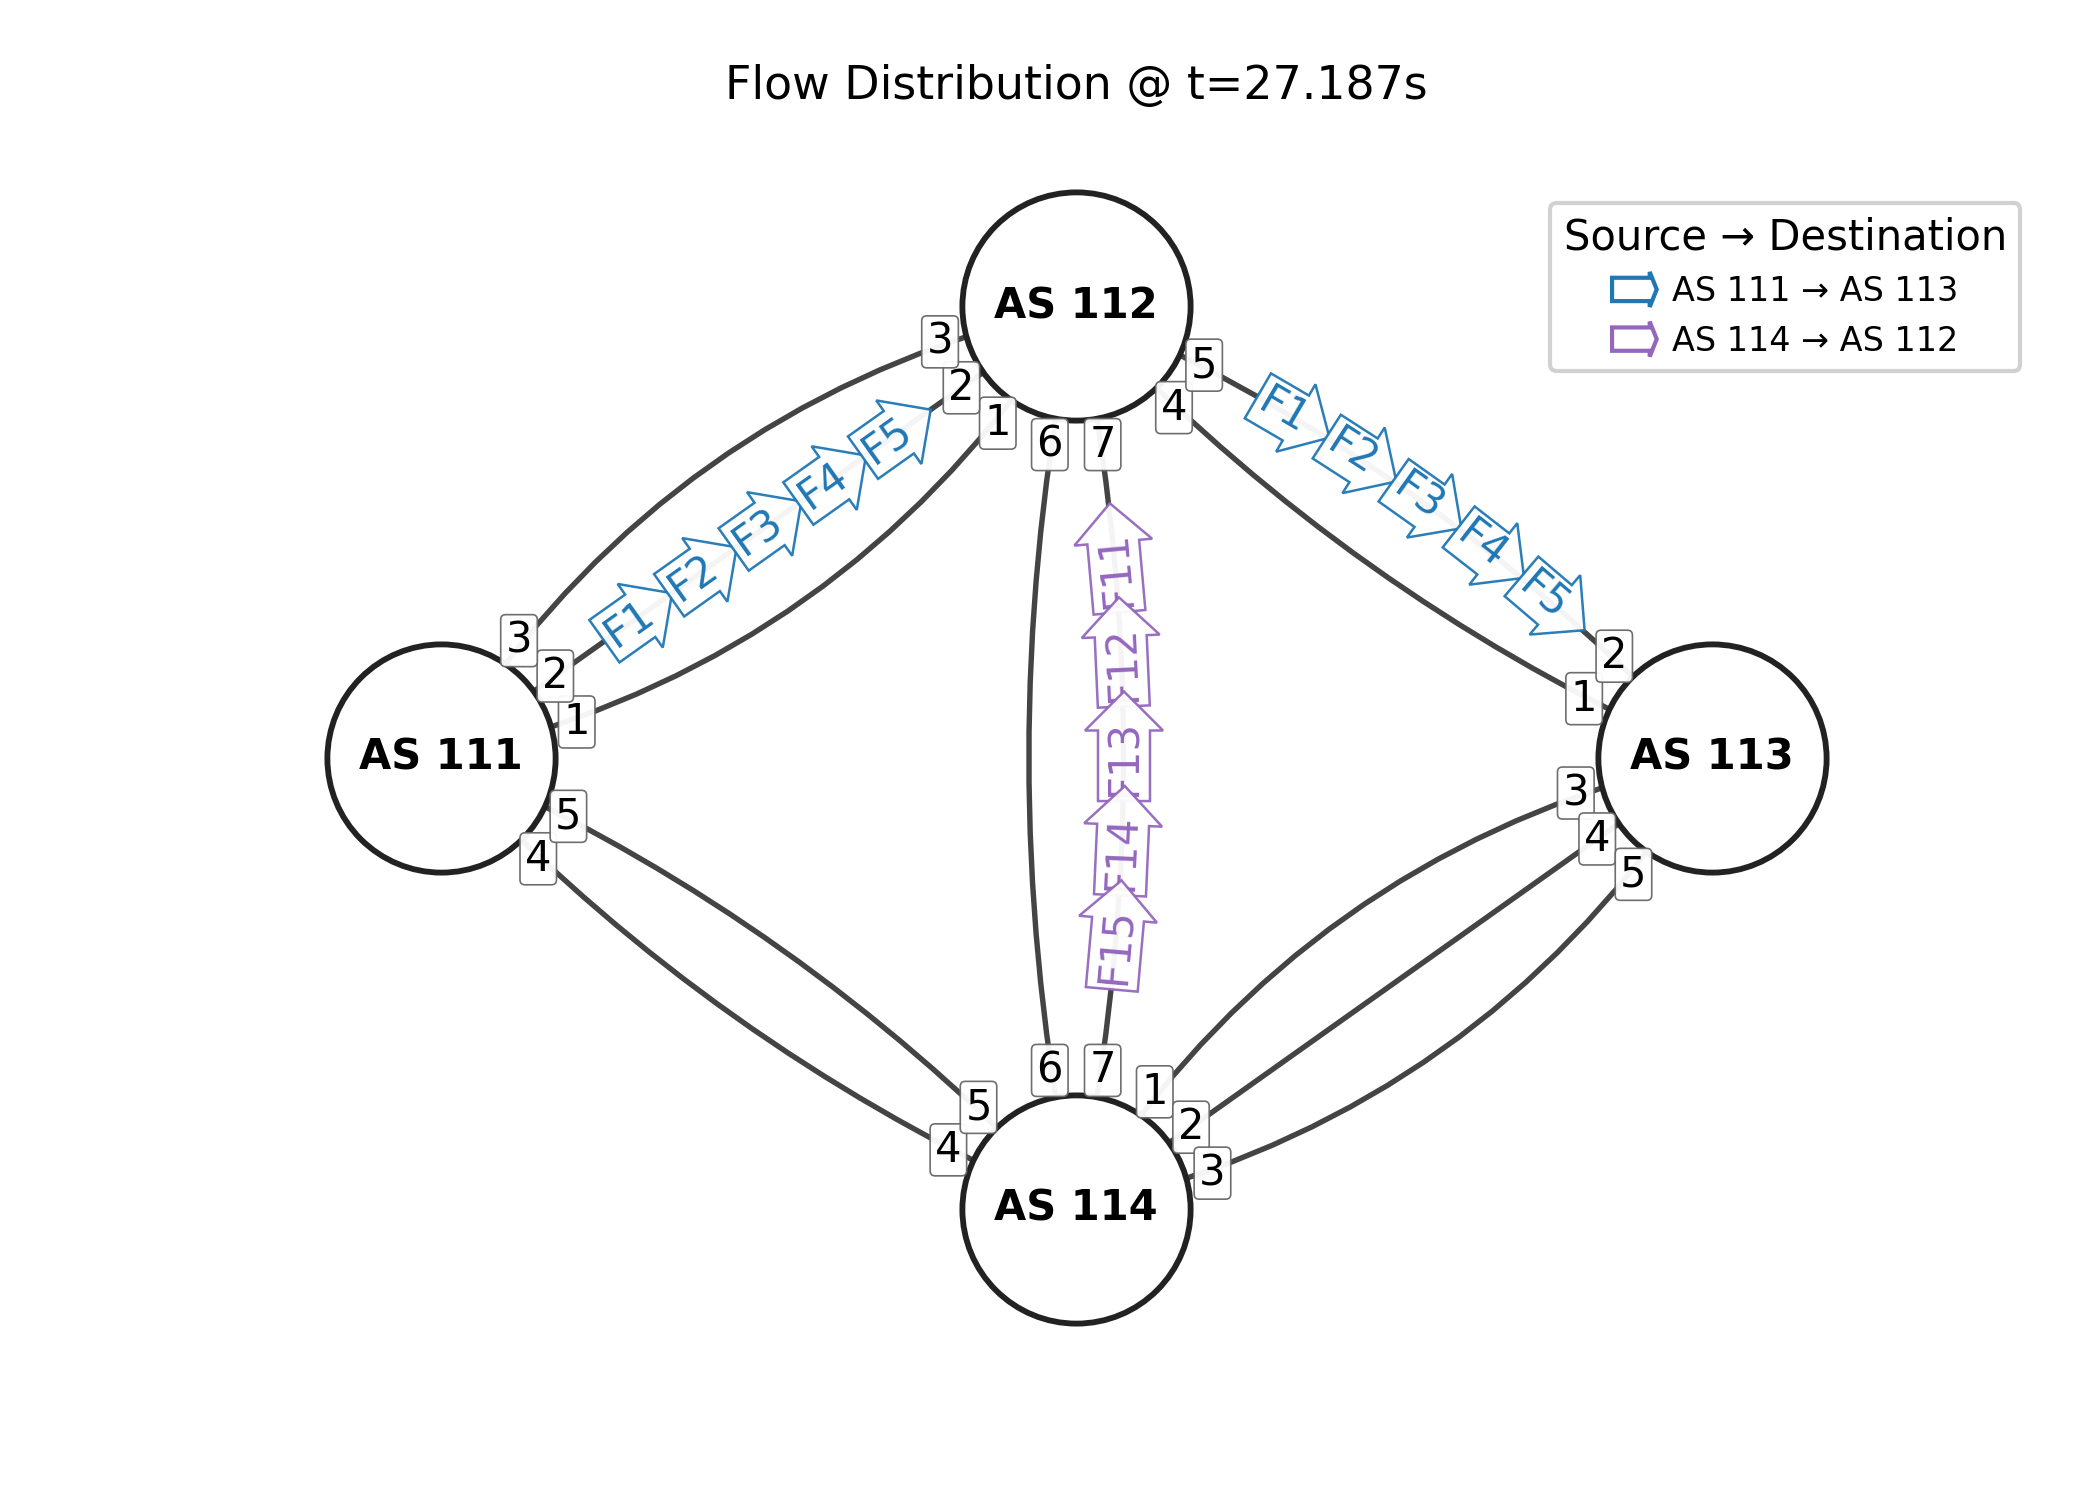 Flow Distribution @ t=27.187s
Source → Destination
AS 111 → AS 113
AS 114 → AS 112
AS 112
3
2
1
6
7
4
5
F1
F2
F3
F4
F5
F1
F2
F3
F4
F5
F11
F12
F13
F14
F15
3
2
1
AS 111
5
4
2
1
AS 113
3
4
5
6
7
5
4
1
2
3
AS 114